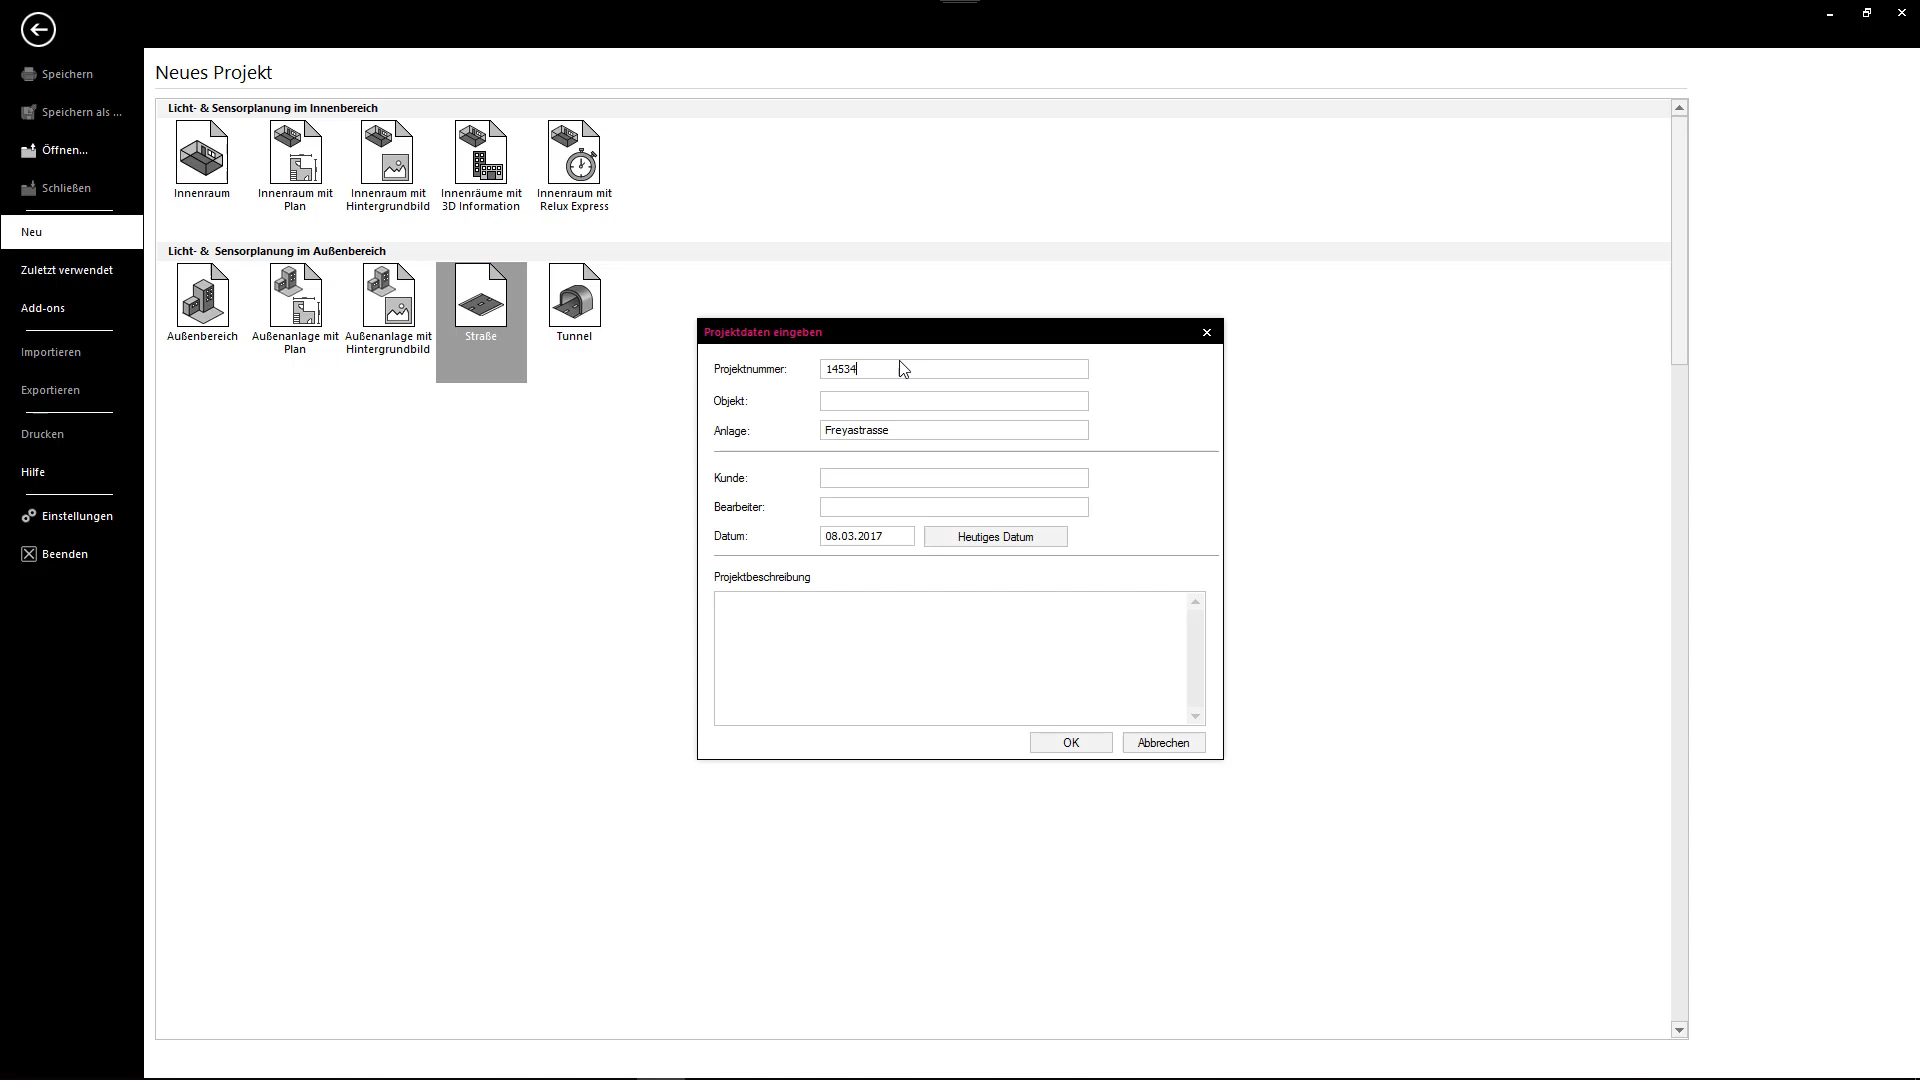 Neues Projekt
Speichern
Speichern als ...
Öffnen...
Schließen
Neu
Zuletzt verwendet
Add-ons
Importieren
Exportieren
Drucken
Hilfe
Einstellungen
Beenden
Licht- & Sensorplanung im Innenbereich
Innenraum
Innenraum mit
Plan
Innenraum mit
Hintergrundbild
Innenräume mit
3D Information
Innenraum mit
Relux Express
Licht- & Sensorplanung im Außenbereich
Außenbereich
Außenanlage mit
Plan
Außenanlage mit
Hintergrundbild
Straße
Tunnel
Projektdaten eingeben
Projektnummer: 14534
Objekt:
Anlage: Freyastrasse
Kunde:
Bearbeiter:
Datum: 08.03.2017 Heutiges Datum
Projektbeschreibung
OK Abbrechen